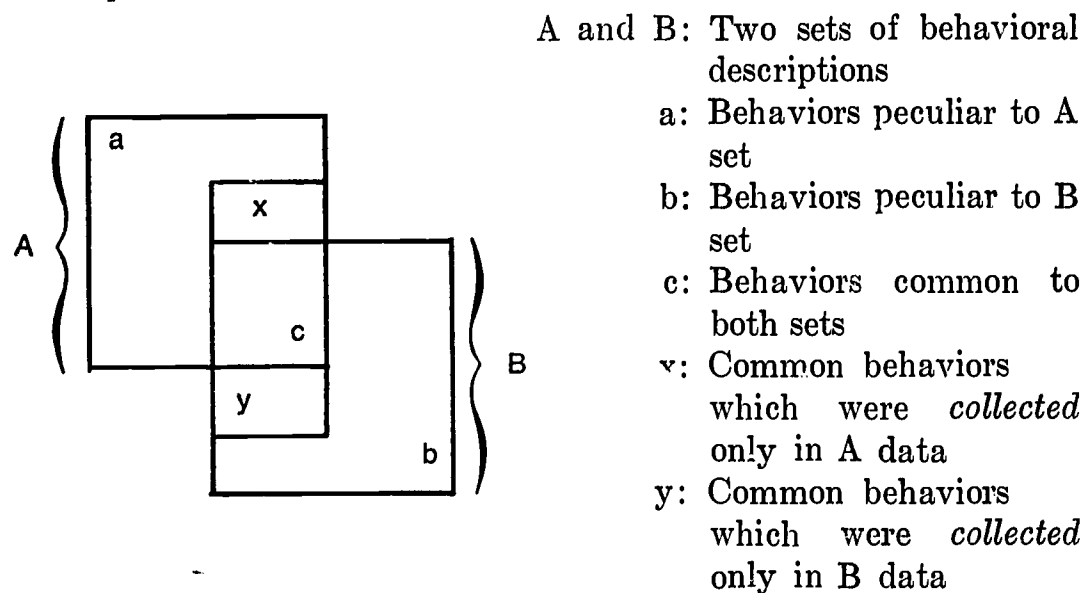 A and B: Two sets of behavioral
descriptions
a: Behaviors peculiar to A
set
b: Behaviors peculiar to B
set
c: Behaviors common to
both sets
x: Common behaviors
which were collected
only in A data
y: Common behaviors
which were collected
only in B data
a
x
A
c
B
y
b